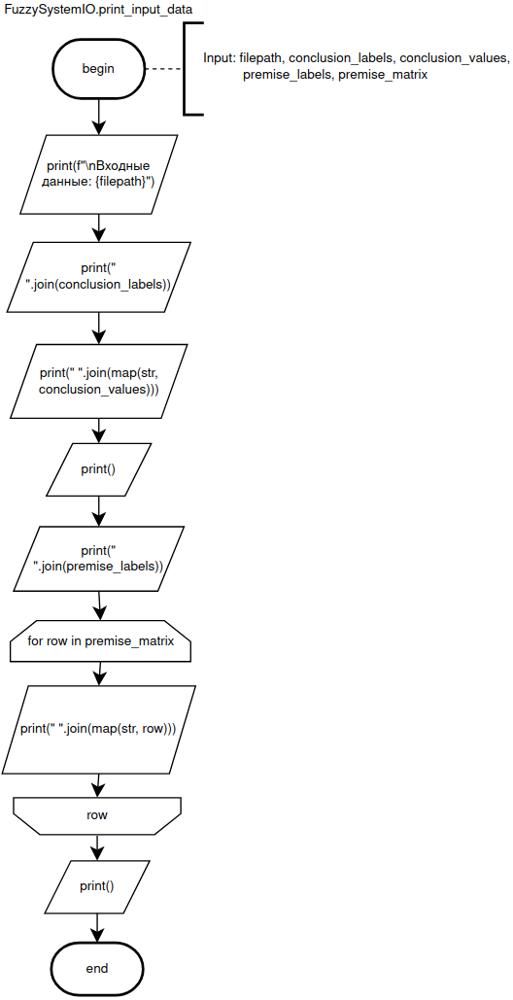 FuzzySystemIO.print_input_data
begin
Input: filepath, conclusion_labels, conclusion_values,
premise_labels, premise_matrix
print(f"\nВходные
данные: {filepath}")
print("
".join(conclusion_labels))
print(" ".join(map(str,
conclusion_values)))
print()
print("
".join(premise_labels))
for row in premise_matrix
print(" ".join(map(str, row)))
row
print()
end